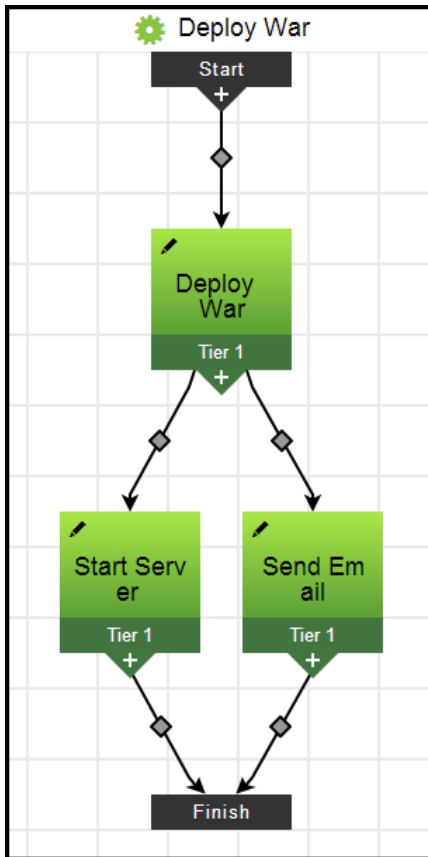 Deploy War
Start
Deploy
War
Tier 1
Start Serv
er
Tier 1
Send Em
ail
Tier 1
Finish